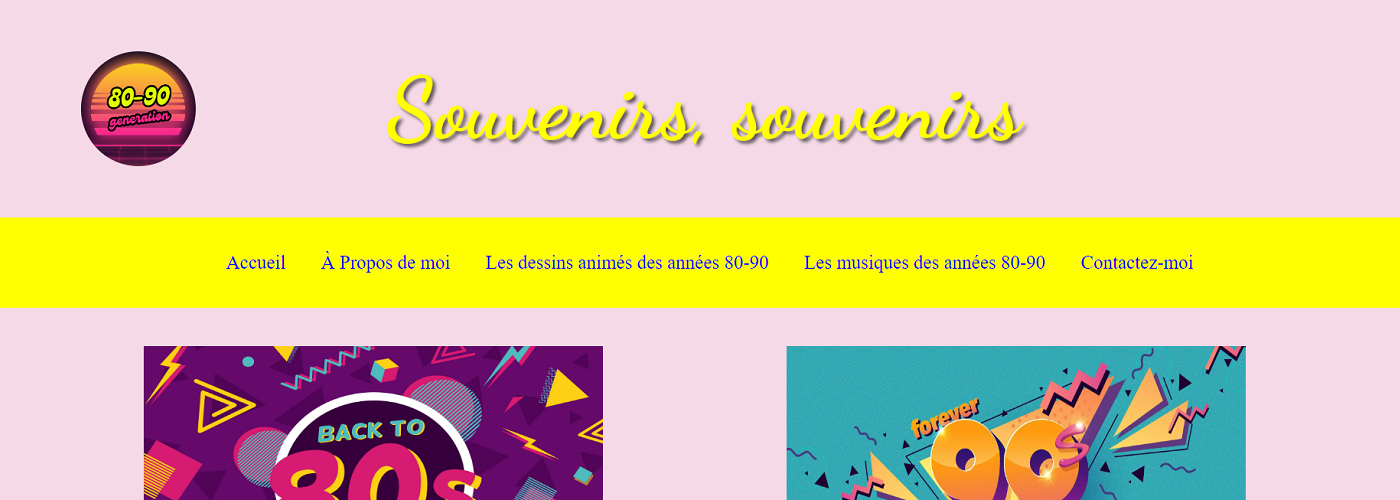 80-90
generation
Souvenirs, souvenirs
Accueil À Propos de moi Les dessins animés des années 80-90 Les musiques des années 80-90 Contactez-moi
BACK TO
80s
forever
90s